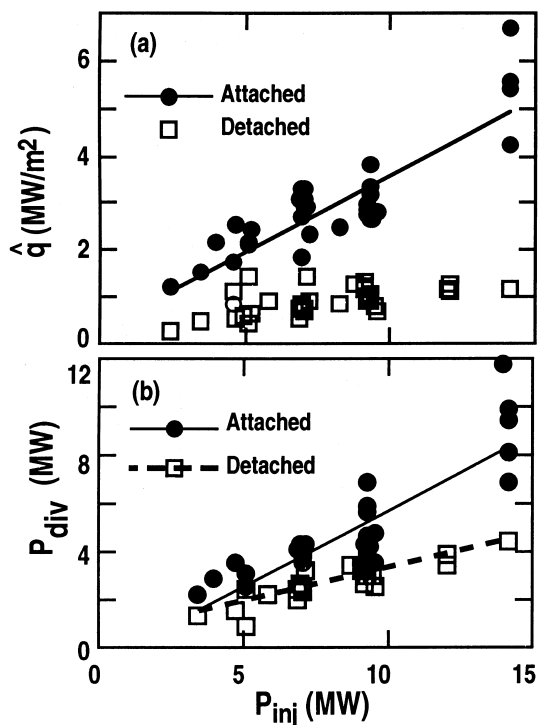 (a)
6
4
2
0
q̂ (MW/m²)
Attached
Detached
(b)
12
8
4
0
P_div (MW)
Attached
Detached
0 5 10 15
P_inj (MW)